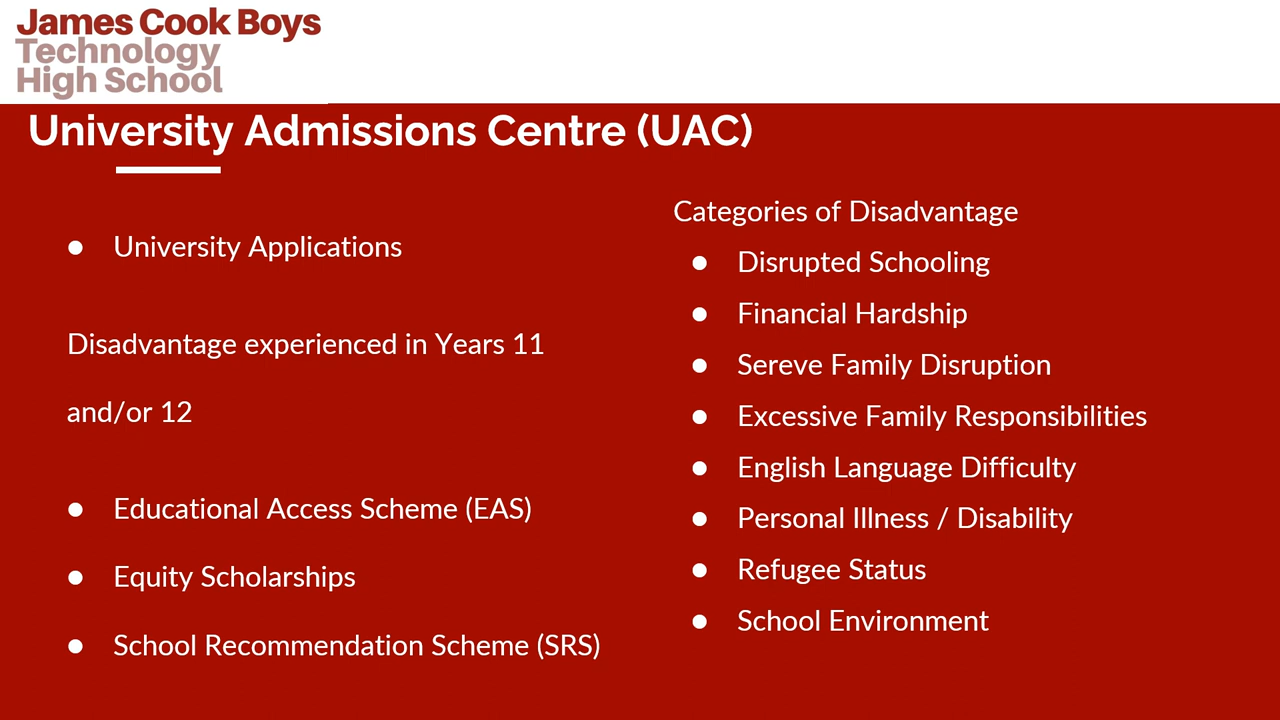 James Cook Boys
Technology
High School
University Admissions Centre (UAC)
University Applications
Disadvantage experienced in Years 11
and/or 12
Educational Access Scheme (EAS)
Equity Scholarships
School Recommendation Scheme (SRS)
Categories of Disadvantage
Disrupted Schooling
Financial Hardship
Sereve Family Disruption
Excessive Family Responsibilities
English Language Difficulty
Personal Illness / Disability
Refugee Status
School Environment